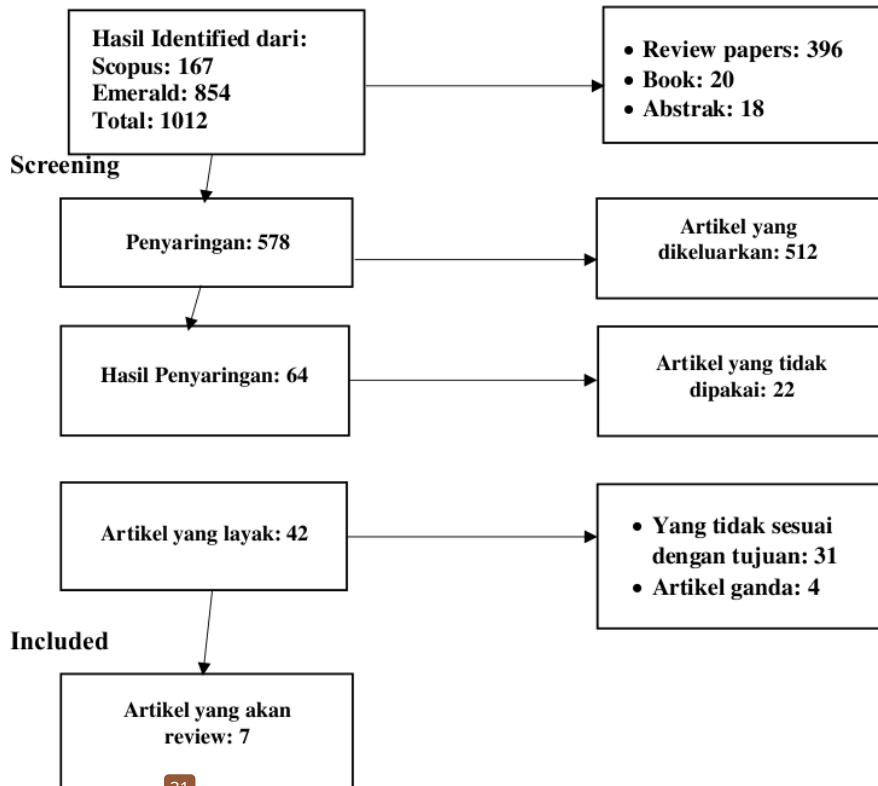 Hasil Identified dari:
Scopus: 167
Emerald: 854
Total: 1012
• Review papers: 396
• Book: 20
• Abstrak: 18
Screening
Penyaringan: 578
Artikel yang
dikeluarkan: 512
Hasil Penyaringan: 64
Artikel yang tidak
dipakai: 22
Artikel yang layak: 42
• Yang tidak sesuai
dengan tujuan: 31
• Artikel ganda: 4
Included
Artikel yang akan
review: 7